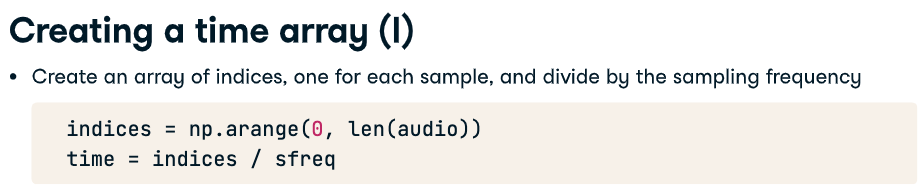 Creating a time array (I)
• Create an array of indices, one for each sample, and divide by the sampling frequency
indices = np.arange(0, len(audio))
time = indices / sfreq